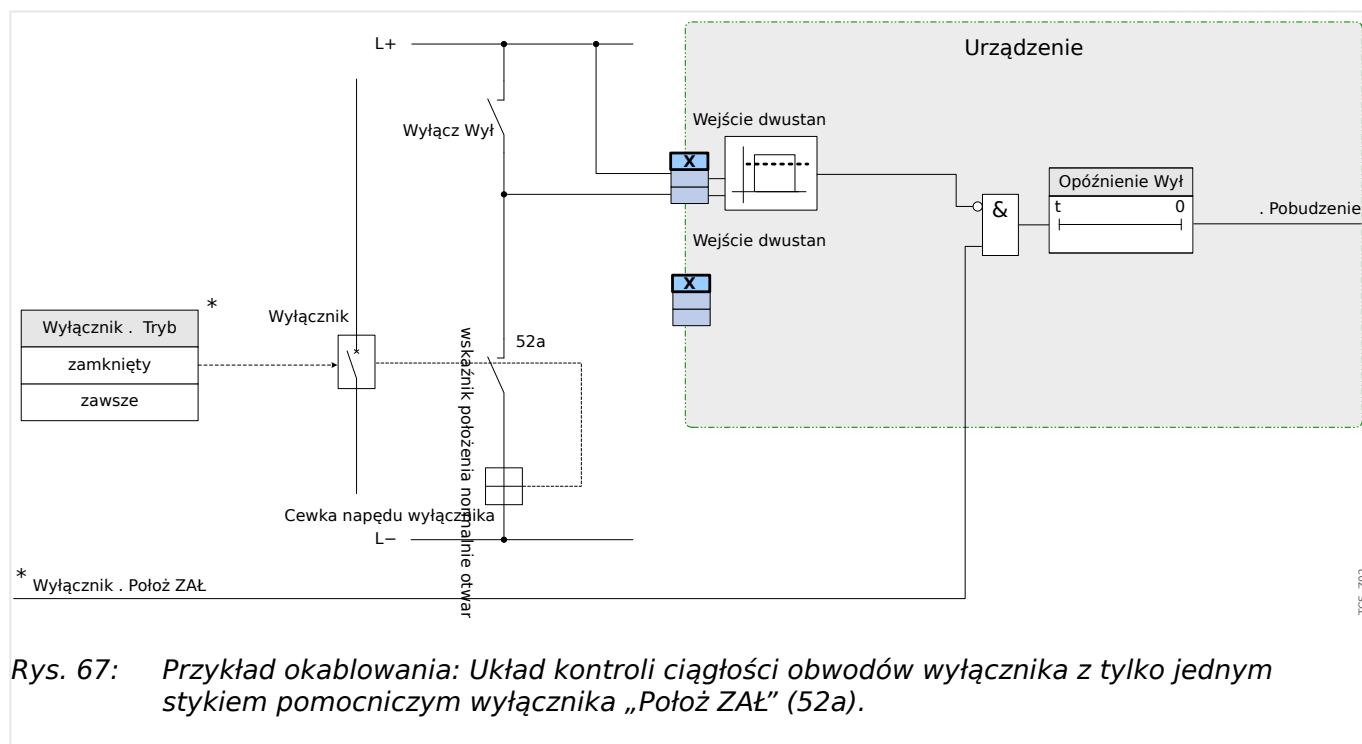 L+
Urządzenie
Wyłącz Wył
Wejście dwustan
X
&
Opóźnienie Wył
t 0
. Pobudzenie
Wejście dwustan
X
*
Wyłącznik . Tryb
zamknięty
zawsze
Wyłącznik
52a
wskaźnik położenia normalnie otwar
Cewka napędu wyłącznika
L−
* Wyłącznik . Położ ZAŁ
Rys. 67: Przykład okablowania: Układ kontroli ciągłości obwodów wyłącznika z tylko jednym
stykiem pomocniczym wyłącznika „Położ ZAŁ” (52a).